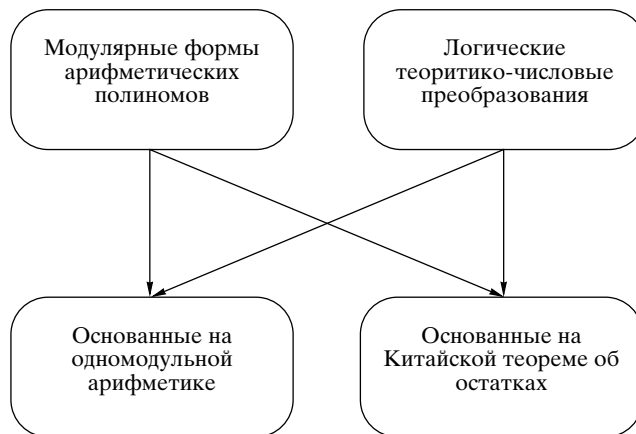 Модулярные формы
арифметических
полиномов
Логические
теоритико-числовые
преобразования
Основанные на
одномодульной
арифметике
Основанные на
Китайской теореме об
остатках